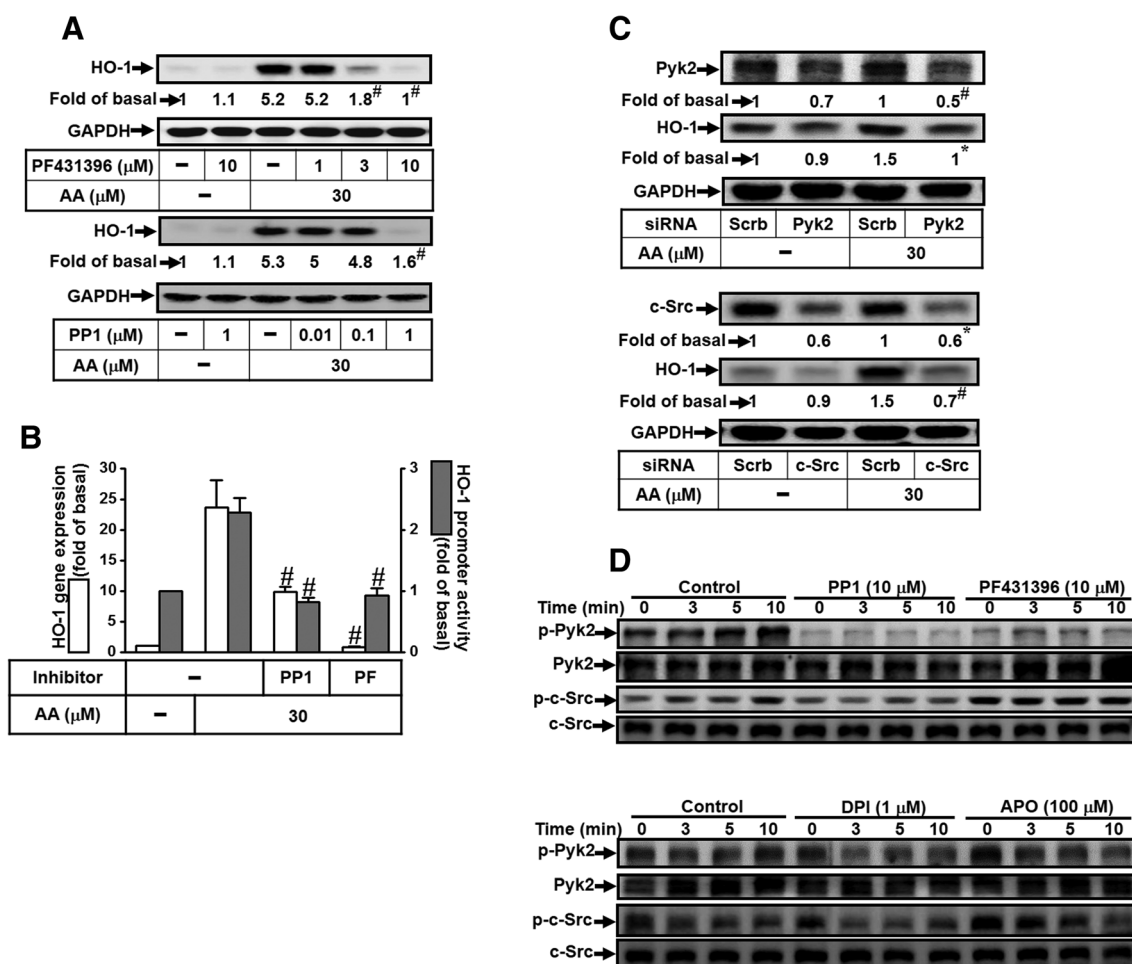 A
HO-1
Fold of basal 1 1.1 5.2 5.2 1.8# 1#
GAPDH
PF431396 (μM) – 10 – 1 3 10
AA (μM) – 30
HO-1
Fold of basal 1 1.1 5.3 5 4.8 1.6#
GAPDH
PP1 (μM) – 1 – 0.01 0.1 1
AA (μM) – 30
B
HO-1 gene expression
(fold of basal)
30
25
20
15
10
5
0
# # # #
3
2
1
0
HO-1 promoter activity
(fold of basal)
Inhibitor – PP1 PF
AA (μM) – 30
C
Pyk2
Fold of basal 1 0.7 1 0.5#
HO-1
Fold of basal 1 0.9 1.5 1*
GAPDH
siRNA Scrb Pyk2 Scrb Pyk2
AA (μM) – 30
c-Src
Fold of basal 1 0.6 1 0.6*
HO-1
Fold of basal 1 0.9 1.5 0.7#
GAPDH
siRNA Scrb c-Src Scrb c-Src
AA (μM) – 30
D
Control PP1 (10 μM) PF431396 (10 μM)
Time (min) 0 3 5 10 0 3 5 10 0 3 5 10
p-Pyk2
Pyk2
p-c-Src
c-Src
Control DPI (1 μM) APO (100 μM)
Time (min) 0 3 5 10 0 3 5 10 0 3 5 10
p-Pyk2
Pyk2
p-c-Src
c-Src